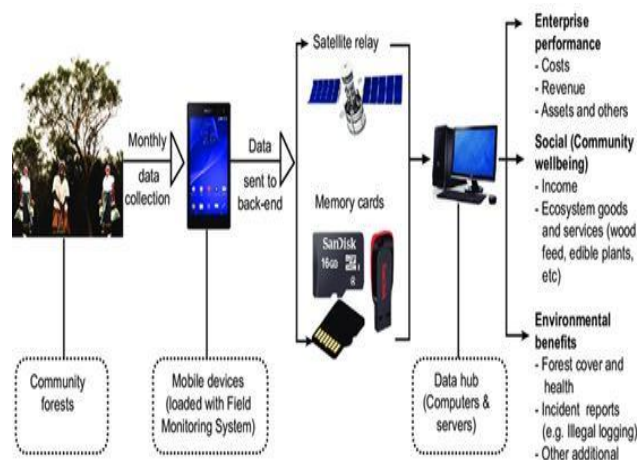 Monthly
data
collection
Data
sent to
back-end
Satellite relay
Memory cards
SanDisk
16GB
Enterprise
performance
- Costs
- Revenue
- Assets and others
Social (Community
wellbeing)
- Income
- Ecosystem goods
and services (wood
feed, edible plants,
etc)
Environmental
benefits
- Forest cover and
health
- Incident reports
(e.g. Illegal logging)
- Other additional
Community
forests
Mobile devices
(loaded with Field
Monitoring System)
Data hub
(Computers &
servers)